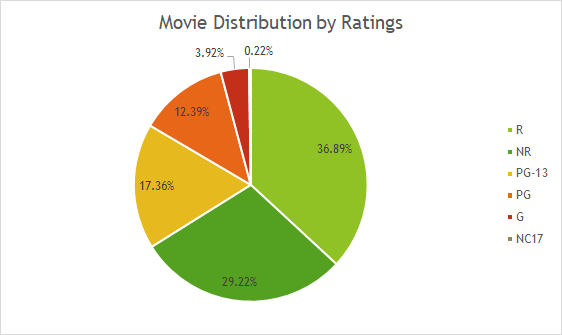 Movie Distribution by Ratings
3.92%
0.22%
12.39%
36.89%
17.36%
29.22%
R
NR
PG-13
PG
G
NC17